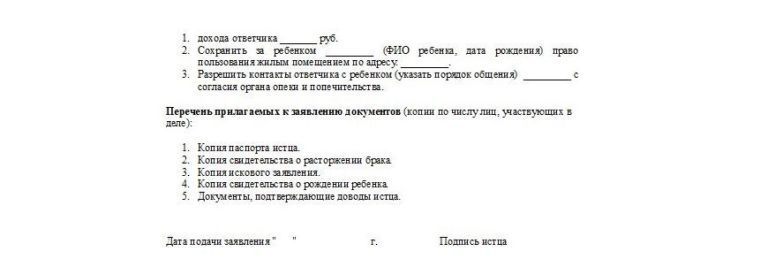 1. дохода ответчика _______ руб.
2. Сохранить за ребенком _________ (ФИО ребенка, дата рождения) право
пользования жилым помещением по адресу. _________.
3. Разрешить контакты ответчика с ребенком (указать порядок общения) _________ с
согласия органа опеки и попечительства.
Перечень прилагаемых к заявлению документов (копии по числу лиц, участвующих в
деле):
1. Копия паспорта истца.
2. Копия свидетельства о расторжении брака.
3. Копия искового заявления.
4. Копия свидетельства о рождении ребенка.
5. Документы, подтверждающие доводы истца.
Дата подачи заявления " " г. Подпись истца